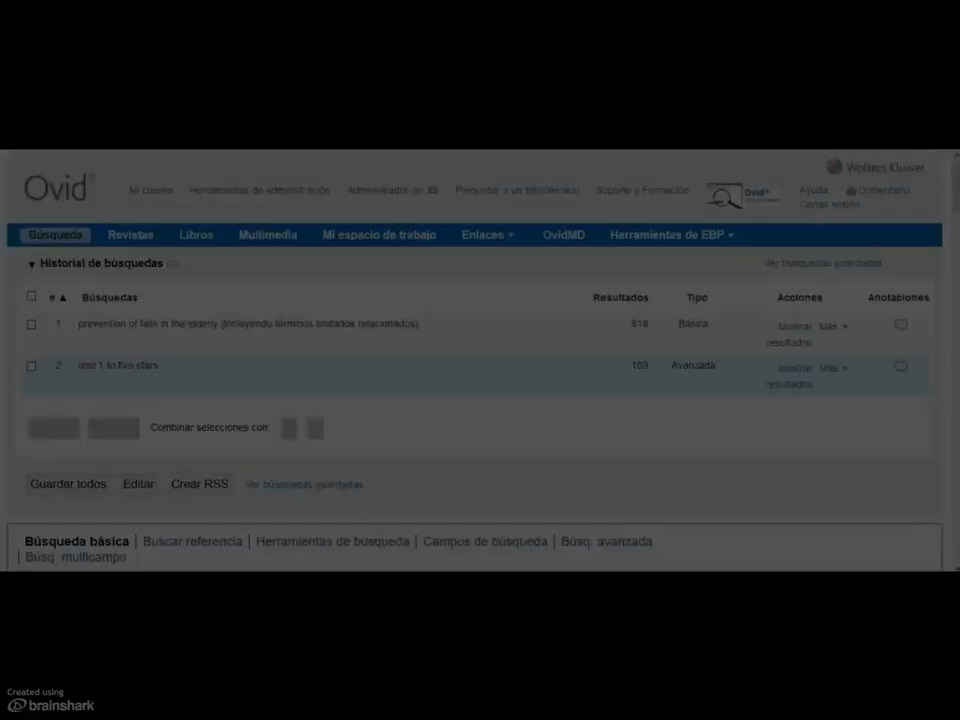 Wolters Kluwer
Ovid®
Mi cuenta Herramientas de administración Administrador de JBI Preguntar a un bibliotecario Soporte y Formación Ovid® Ayuda Comentario
Cerrar sesión
Búsqueda Revistas Libros Multimedia Mi espacio de trabajo Enlaces OvidMD Herramientas de EBP
Historial de búsquedas (2) Ver búsquedas guardadas
# ▲ Búsquedas Resultados Tipo Acciones Anotaciones
1 prevention of falls in the elderly (Incluyendo términos limitados relacionados) 618 Básica Mostrar Más
resultados
2 limit 1 to five stars 189 Avanzada Mostrar Más
resultados
Combinar selecciones con:
Guardar todos Editar Crear RSS Ver búsquedas guardadas
Búsqueda básica | Buscar referencia | Herramientas de búsqueda | Campos de búsqueda | Búsq. avanzada
| Búsq. multicampo
Created using
brainshark